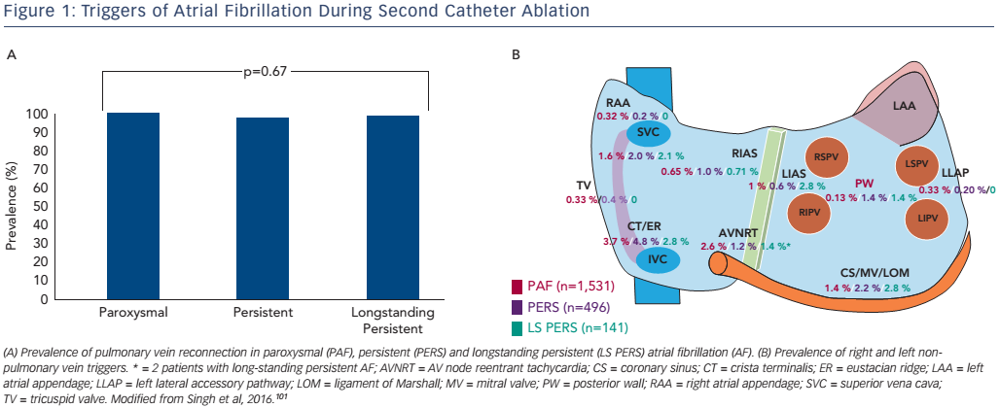 Figure 1: Triggers of Atrial Fibrillation During Second Catheter Ablation
A
p=0.67
Prevalence (%)
100
90
80
70
60
50
40
30
20
10
0
Paroxysmal
Persistent
Longstanding
Persistent
B
RAA
0.32 % 0.2 % 0
SVC
1.6 % 2.0 % 2.1 %
TV
0.33 %/0.4 %/0
CT/ER
3.7 % 4.8 % 2.8 %
IVC
RIAS
0.65 % 1.0 % 0.71 %
LIAS
1 % 0.6 % 2.8 %
AVNRT
2.6 % 1.2 % 1.4 %*
RSPV
RIPV
PW
0.13 % 1.4 % 1.4 %
LAA
LSPV
LLAP
0.33 % 0.20 %/0
LIPV
CS/MV/LOM
1.4 % 2.2 % 2.8 %
PAF (n=1,531)
PERS (n=496)
LS PERS (n=141)
(A) Prevalence of pulmonary vein reconnection in paroxysmal (PAF), persistent (PERS) and longstanding persistent (LS PERS) atrial fibrillation (AF). (B) Prevalence of right and left non-
pulmonary vein triggers. * = 2 patients with long-standing persistent AF; AVNRT = AV node reentrant tachycardia; CS = coronary sinus; CT = crista terminalis; ER = eustacian ridge; LAA = left
atrial appendage; LLAP = left lateral accessory pathway; LOM = ligament of Marshall; MV = mitral valve; PW = posterior wall; RAA = right atrial appendage; SVC = superior vena cava;
TV = tricuspid valve. Modified from Singh et al, 2016.101